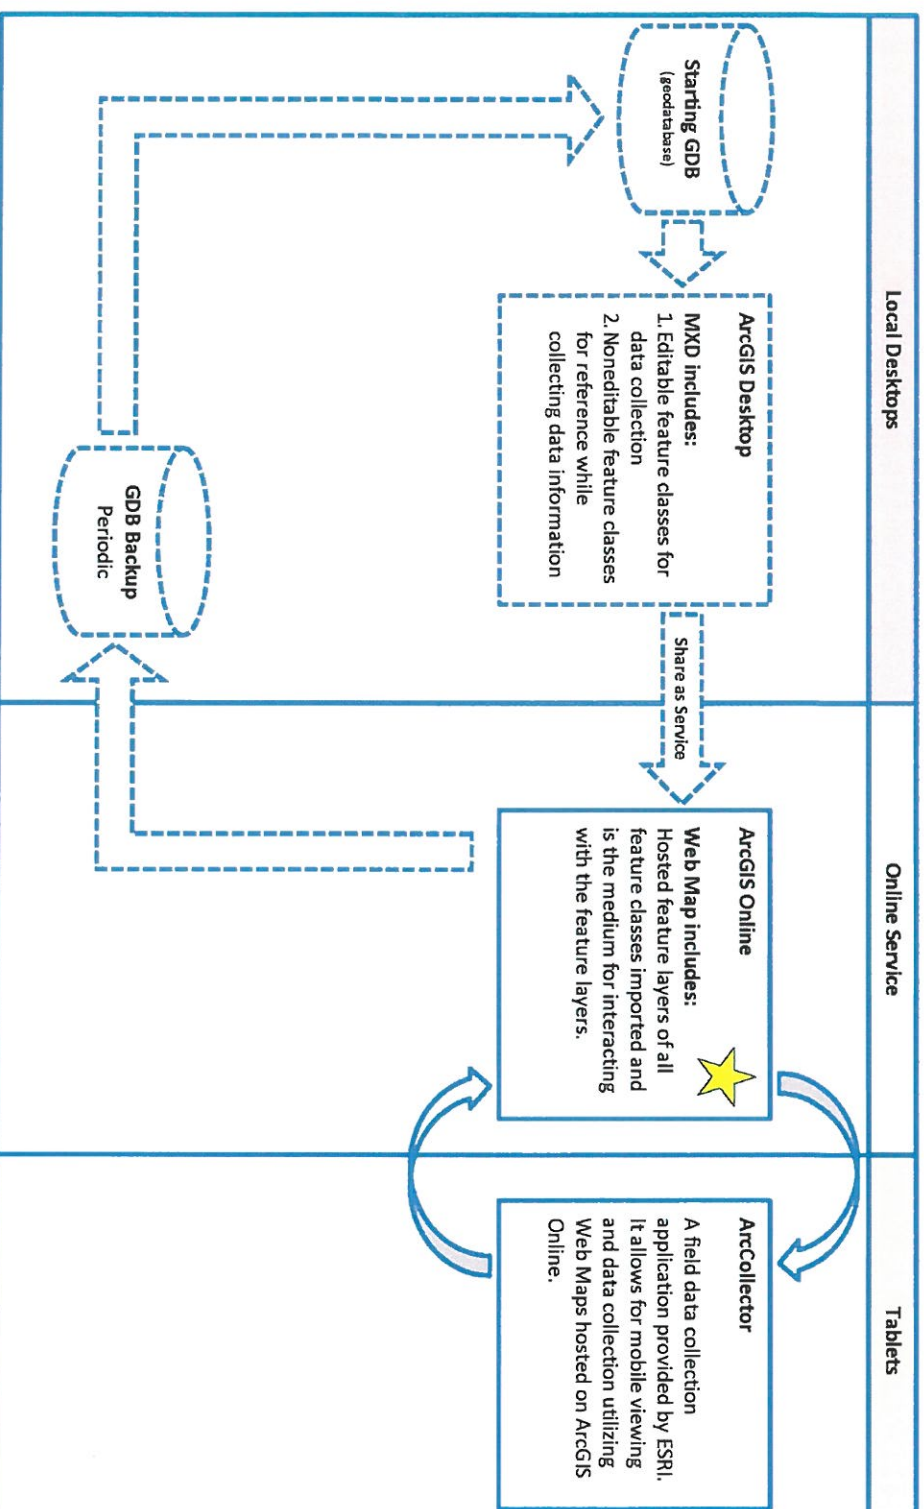 Local Desktops
Online Service
Tablets
Starting GDB
(geodatabase)
ArcGIS Desktop
MXD includes:
1. Editable feature classes for
data collection
2. Noneditable feature classes
for reference while
collecting data information
Share as Service
ArcGIS Online
Web Map includes:
Hosted feature layers of all
feature classes imported and
is the medium for interacting
with the feature layers.
ArcCollector
A field data collection
application provided by ESRI.
It allows for mobile viewing
and data collection utilizing
Web Maps hosted on ArcGIS
Online.
GDB Backup
Periodic